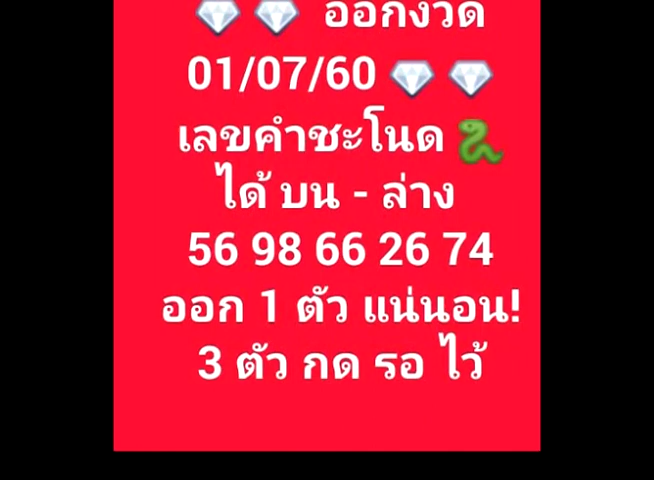 ออกงวด
01/07/60
เลขคำชะโนด
ได้ บน - ล่าง
56 98 66 26 74
ออก 1 ตัว แน่นอน!
3 ตัว กด รอ ไว้